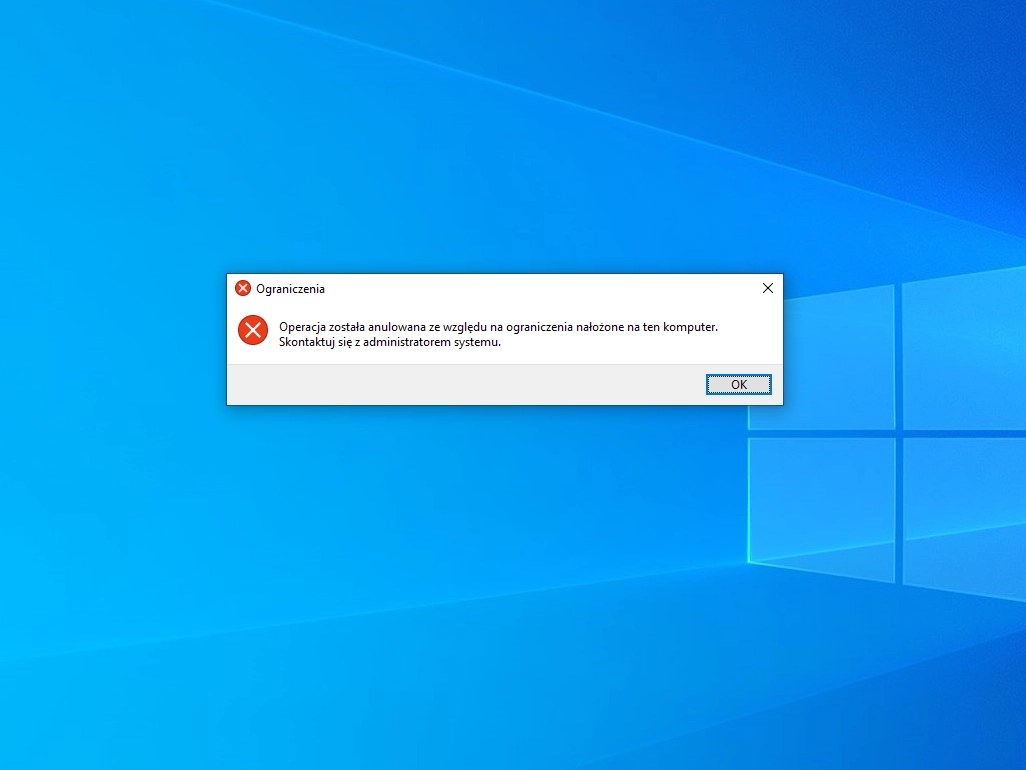 Ograniczenia
Operacja została anulowana ze względu na ograniczenia nałożone na ten komputer.
Skontaktuj się z administratorem systemu.
OK